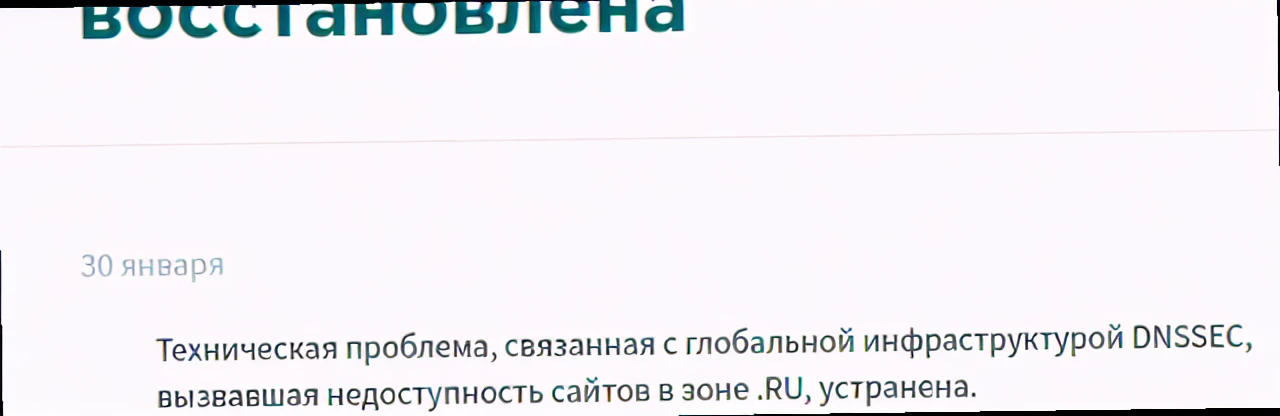 восстановлена
30 января
Техническая проблема, связанная с глобальной инфраструктурой DNSSEC,
вызвавшая недоступность сайтов в зоне .RU, устранена.